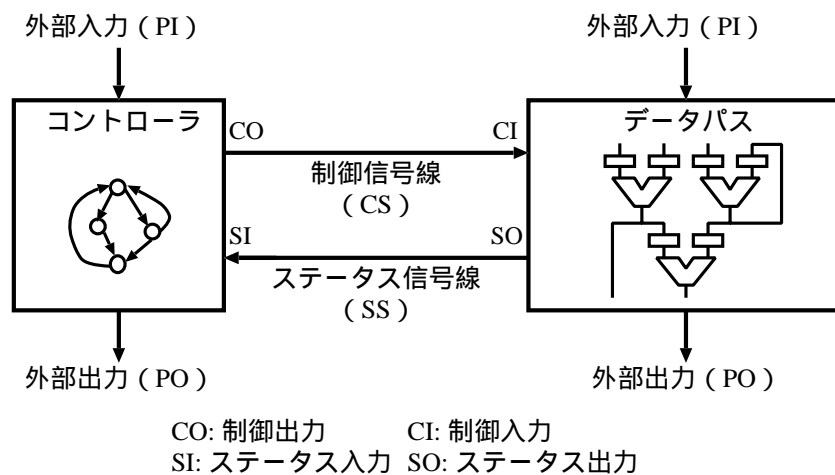 外部入力 ( PI )
外部入力 ( PI )
コントローラ
CO
CI
データパス
制御信号線
( CS )
SI
SO
ステータス信号線
( SS )
外部出力 ( PO )
外部出力 ( PO )
CO: 制御出力 CI: 制御入力
SI: ステータス入力 SO: ステータス出力